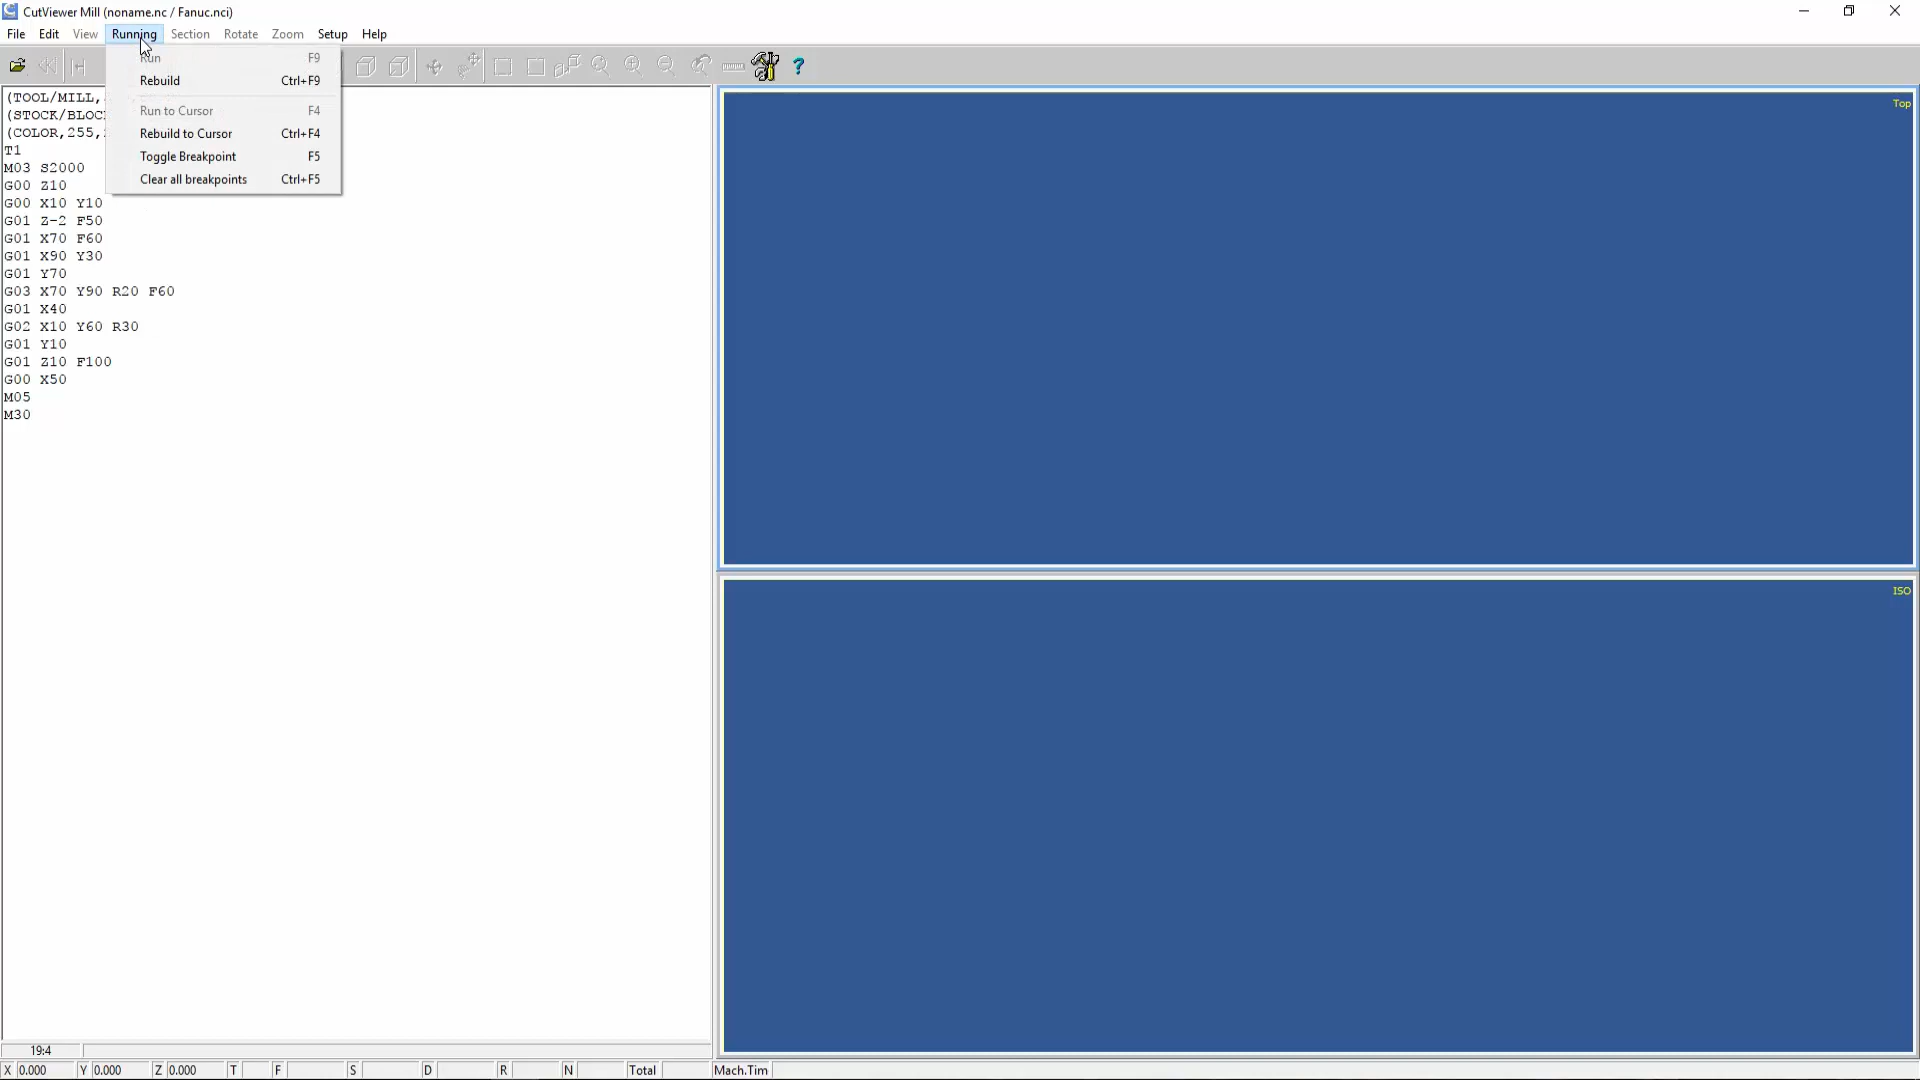 CutViewer Mill (noname.nc / Fanuc.nci)
File Edit View Running Section Rotate Zoom Setup Help
Run F9
Rebuild Ctrl+F9
Run to Cursor F4
Rebuild to Cursor Ctrl+F4
Toggle Breakpoint F5
Clear all breakpoints Ctrl+F5
?
(TOOL/MILL,
(STOCK/BLOC
(COLOR,255,
T1
M03 S2000
G00 Z10
G00 X10 Y10
G01 Z-2 F50
G01 X70 F60
G01 X90 Y30
G01 Y70
G03 X70 Y90 R20 F60
G01 X40
G02 X10 Y60 R30
G01 Y10
G01 Z10 F100
G00 X50
M05
M30
Top
ISO
19:4
X 0.000 Y 0.000 Z 0.000 T F S D R N Total Mach.Tim